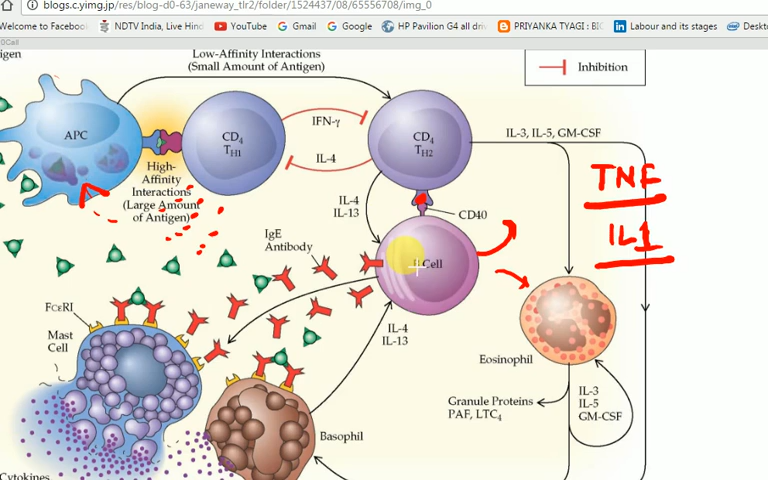 blogs.c.yimg.jp/res/blog-d0-63/janeway_tlr2/folder/1524437/08/65556708/img_0
Welcome to Facebook
NDTV India, Live Hindi
YouTube
Gmail
Google
HP Pavilion G4 all
PRIYANKA TYAGI : BI
Labour and its stages
Low-Affinity Interactions
(Small Amount of Antigen)
Inhibition
APC
CD4
TH1
IFN-γ
IL-4
CD4
TH2
IL-3, IL-5, GM-CSF
TNF
IL1
High-
Affinity
Interactions
(Large Amount
of Antigen)
IL-4
IL-13
CD40
IgE
Antibody
Cell
FCεRI
Mast
Cell
IL-4
IL-13
Eosinophil
Granule Proteins
PAF, LTC4
IL-3
IL-5
GM-CSF
Basophil
Cytokines